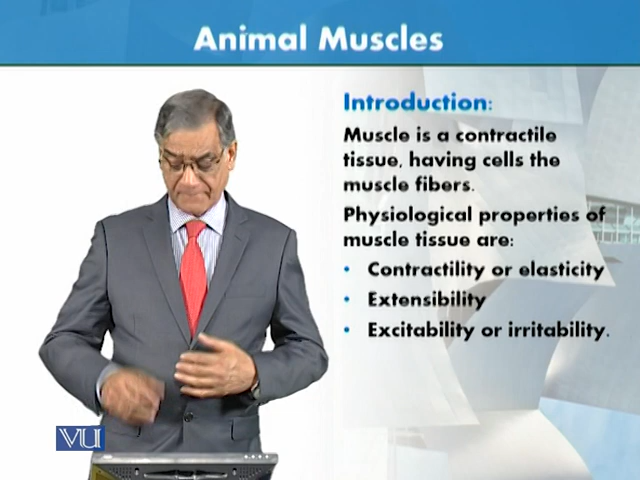 Animal Muscles
Introduction:
Muscle is a contractile
tissue, having cells the
muscle fibers.
Physiological properties of
muscle tissue are:
• Contractility or elasticity
• Extensibility
• Excitability or irritability.
VU